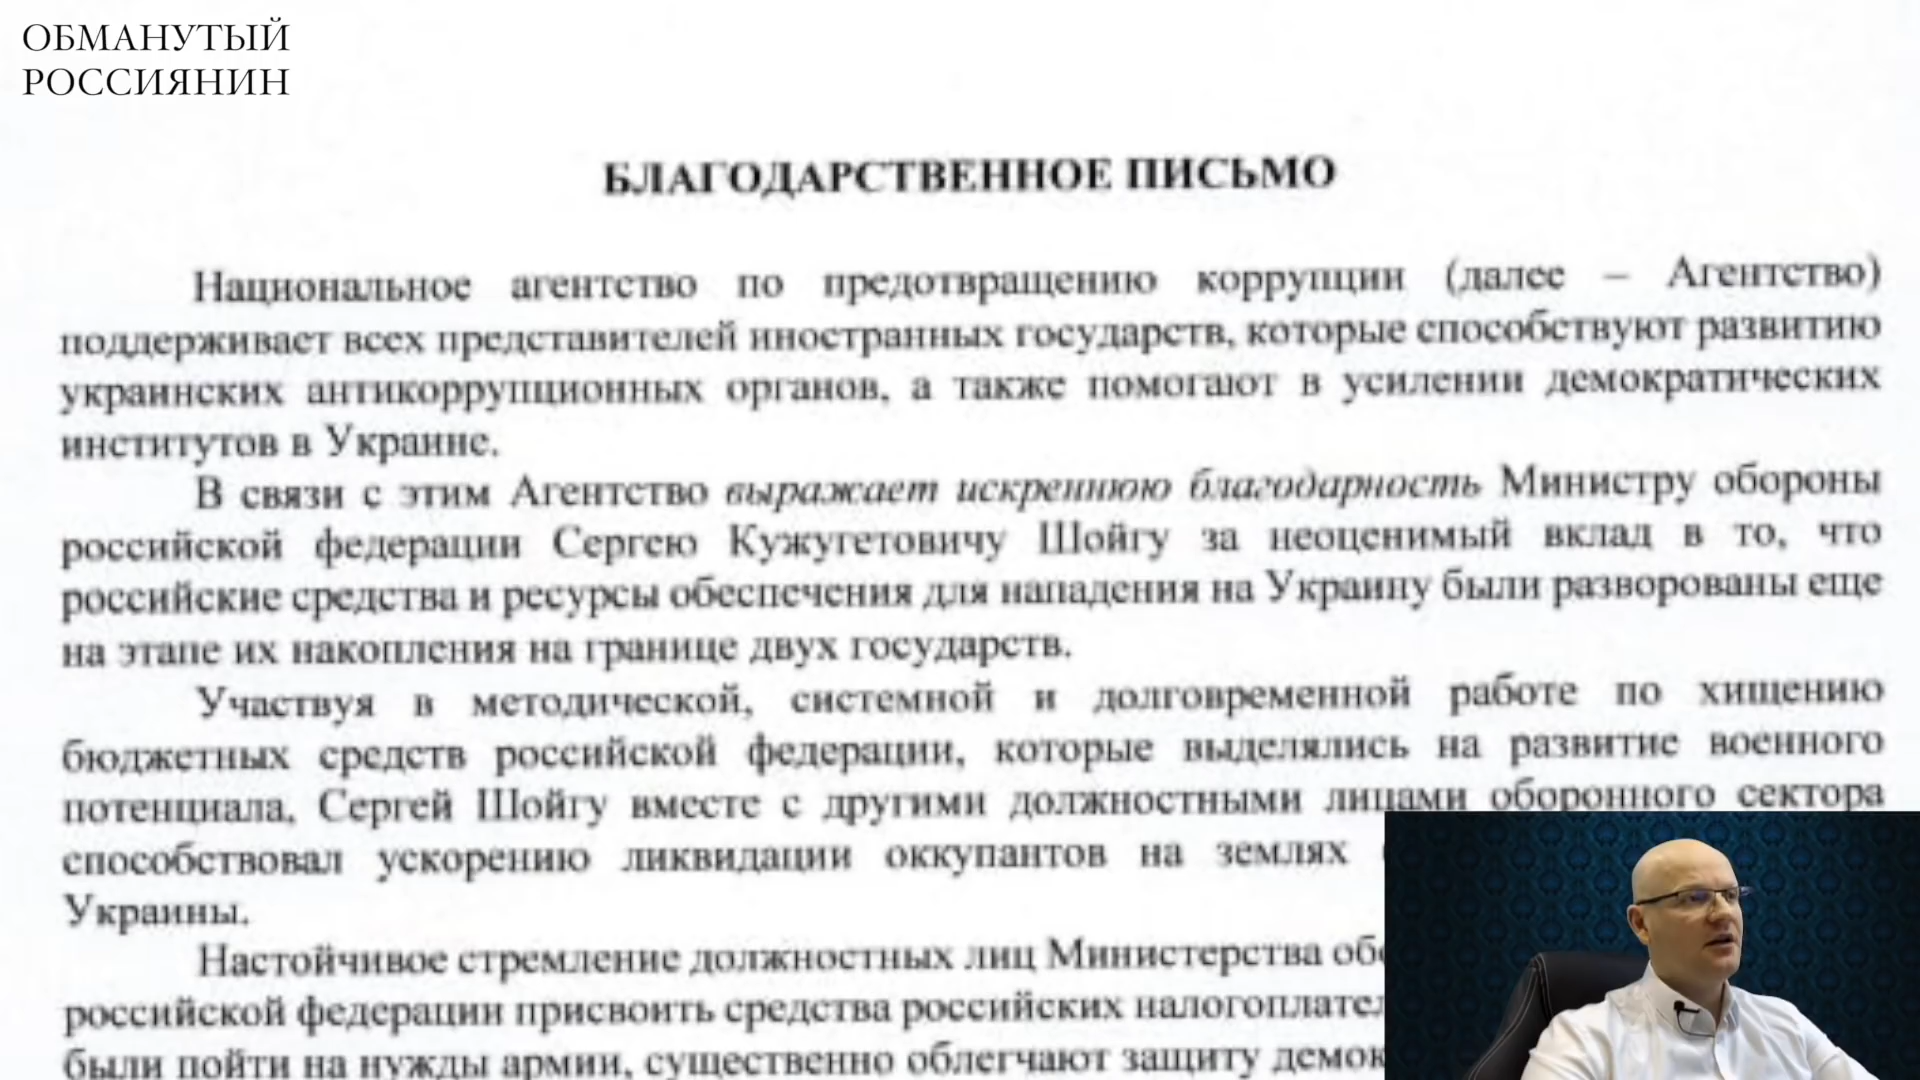 ОБМАНУТЫЙ
РОССИЯНИН
БЛАГОДАРСТВЕННОЕ ПИСЬМО
Национальное агентство по предотвращению коррупции (далее – Агентство)
поддерживает всех представителей иностранных государств, которые способствуют развитию
украинских антикоррупционных органов, а также помогают в усилении демократических
институтов в Украине.
В связи с этим Агентство выражает искреннюю благодарность Министру обороны
российской федерации Сергею Кужугетовичу Шойгу за неоценимый вклад в то, что
российские средства и ресурсы обеспечения для нападения на Украину были разворованы еще
на этапе их накопления на границе двух государств.
Участвуя в методической, системной и долговременной работе по хищению
бюджетных средств российской федерации, которые выделялись на развитие военного
потенциала, Сергей Шойгу вместе с другими должностными лицами оборонного сектора
способствовал ускорению ликвидации оккупантов на землях
Украины.
Настойчивое стремление должностных лиц Министерства
российской федерации присвоить средства российских
были пойти на нужды армии, существенно облегчают защиту